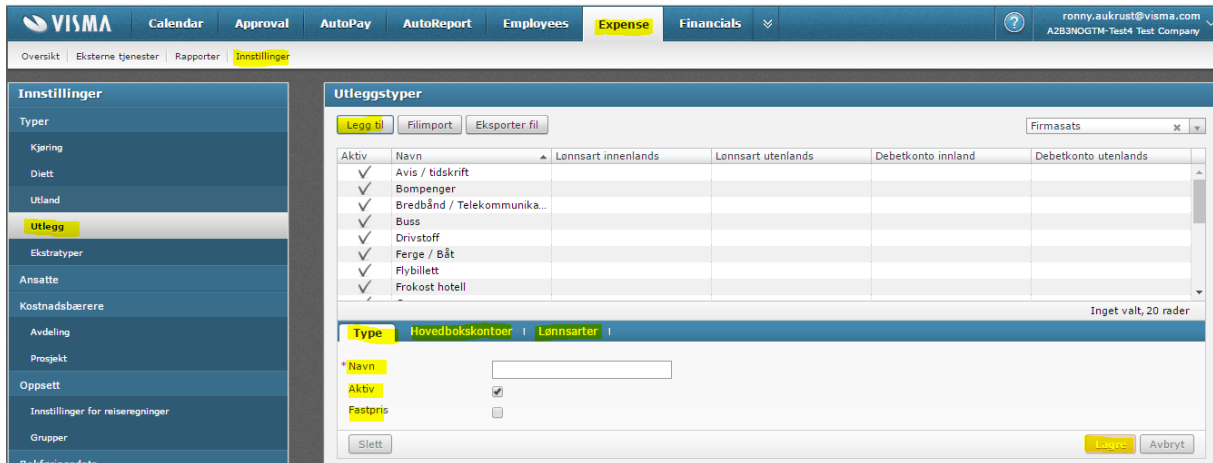 VISMA Calendar Approval AutoPay AutoReport Employees Expense Financials ? ronny.aukrust@visma.com
A2B3NOGTM-Test4 Test Company
Oversikt Eksterne tjenester Rapporter Innstillinger
Innstillinger
Typer
Kjøring
Diett
Utland
Utlegg
Ekstratyper
Ansatte
Kostnadsbærere
Avdeling
Prosjekt
Oppsett
Innstillinger for reiseregninger
Grupper
Utleggstyper
Legg til Filimport Eksporter fil Firmasats
Aktiv Navn Lønnsart innenlands Lønnsart utenlands Debetkonto innland Debetkonto utenlands
Avis / tidskrift
Bompenger
Bredbånd / Telekommunika...
Buss
Drivstoff
Ferge / Båt
Flybillett
Frokost hotell
Inget valt, 20 rader
Type Hovedbokskontoer Lønnsarter
*Navn
Aktiv
Fastpris
Slett Lagre Avbryt